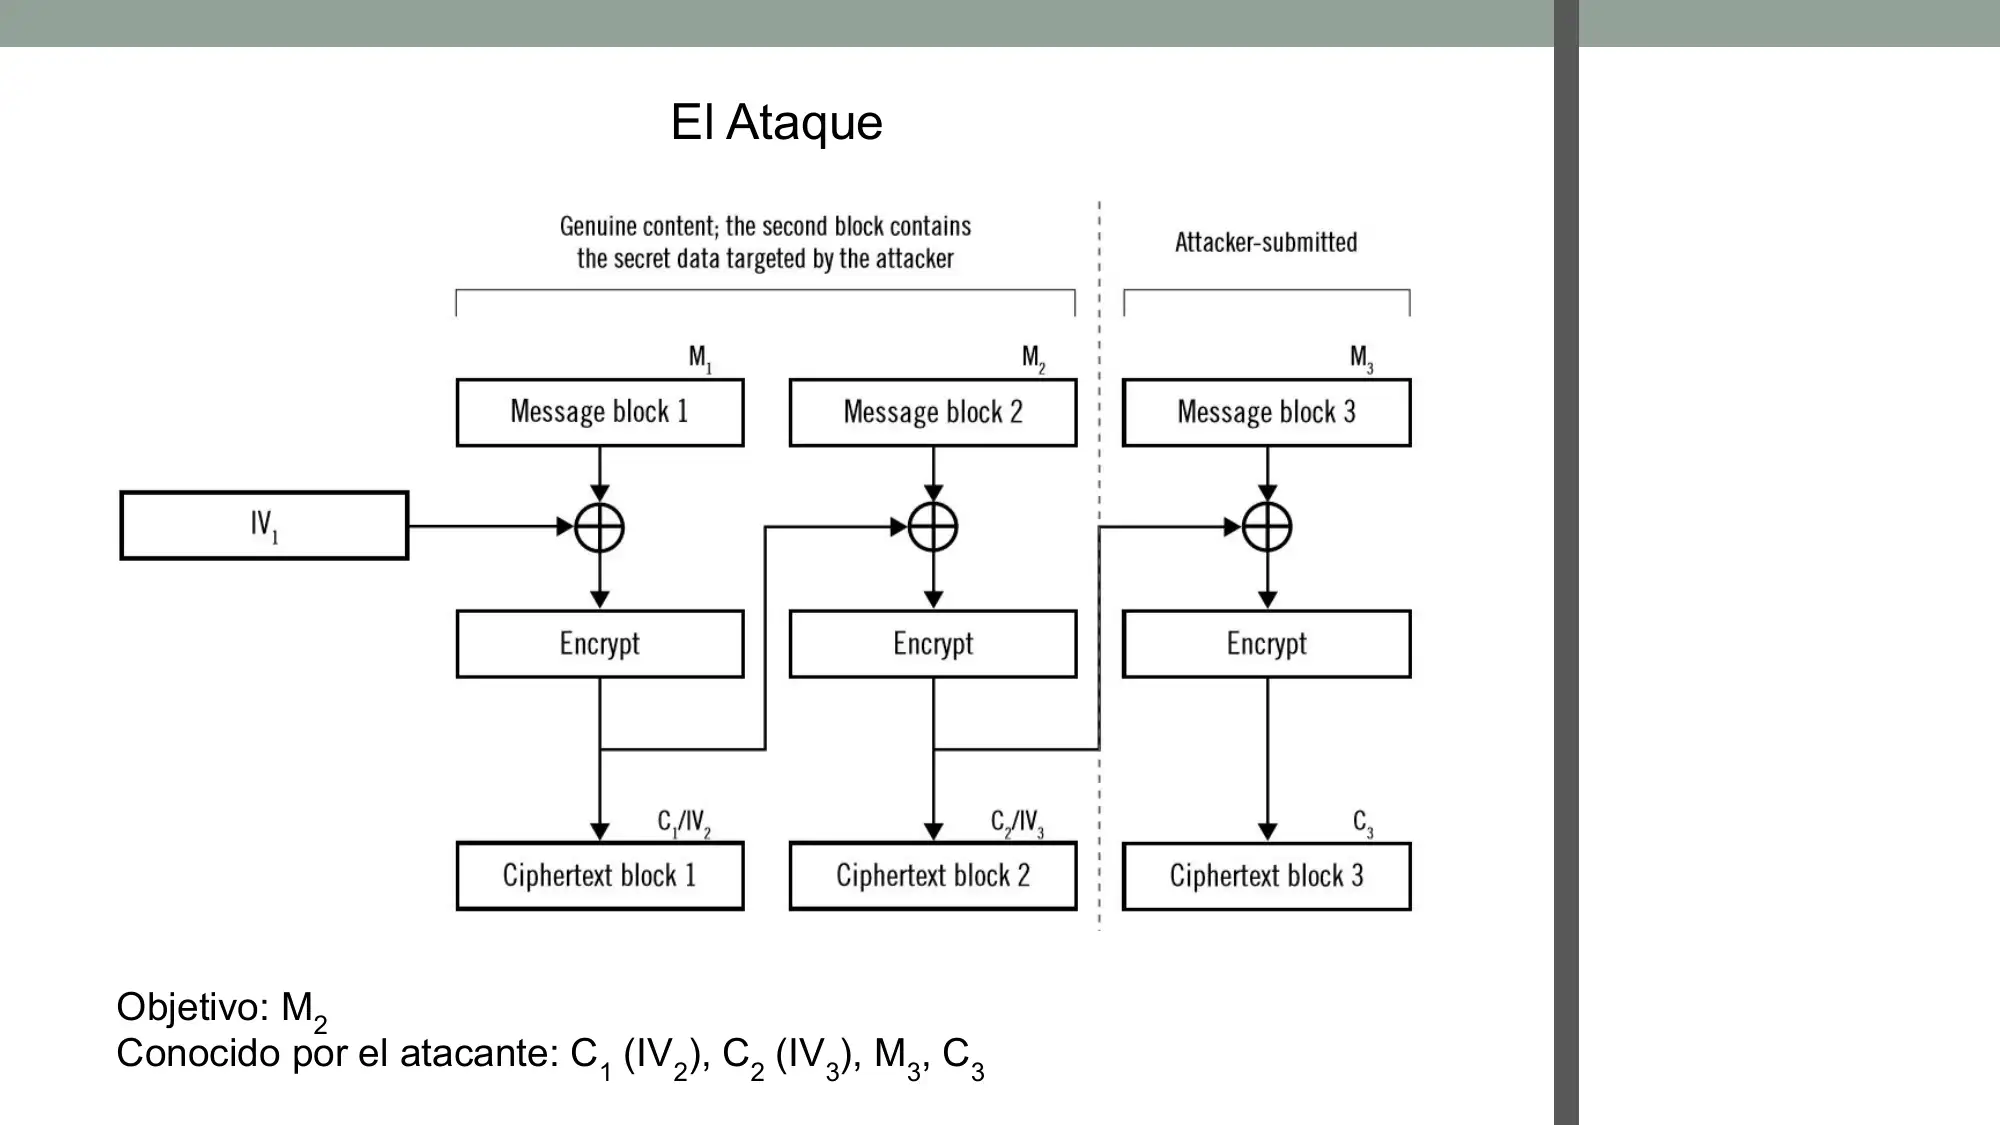 El Ataque
Genuine content; the second block contains
the secret data targeted by the attacker
Attacker-submitted
M1
M2
M3
Message block 1
Message block 2
Message block 3
IV1
Encrypt
Encrypt
Encrypt
C1/IV2
C2/IV3
C3
Ciphertext block 1
Ciphertext block 2
Ciphertext block 3
Objetivo: M2
Conocido por el atacante: C1 (IV2), C2 (IV3), M3, C3